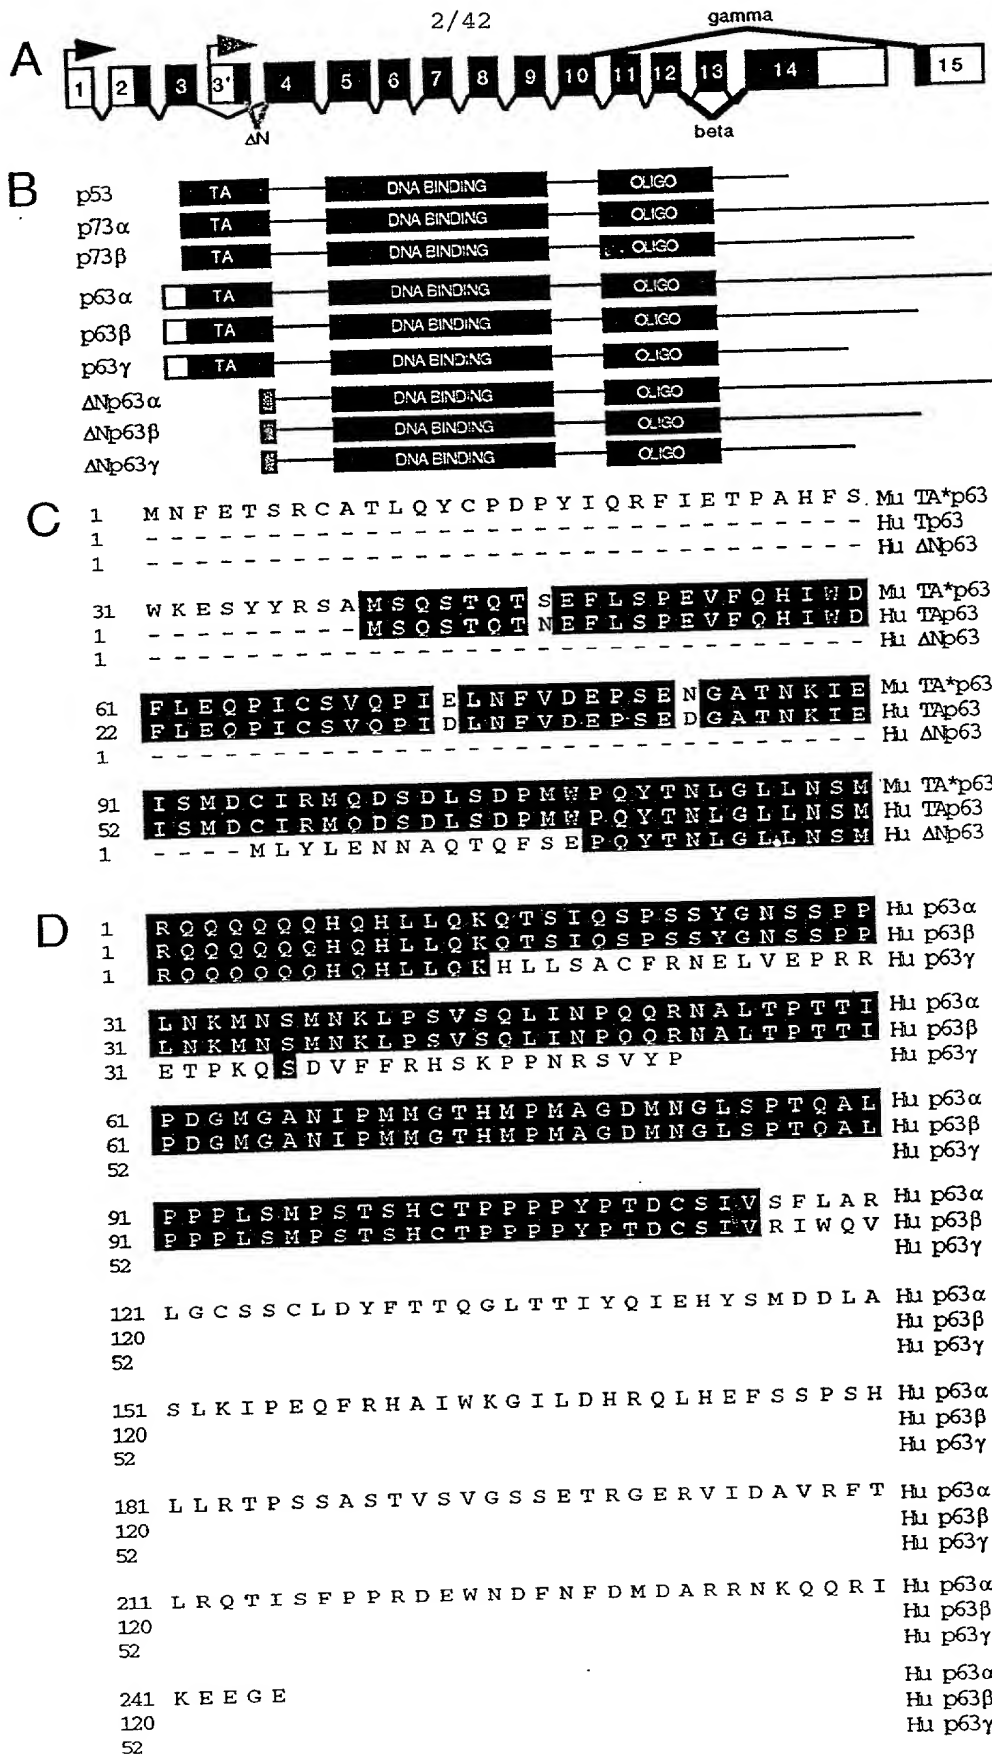 2/42
gamma
A
1 2 3 3' 4 5 6 7 8 9 10 11 12 13 14 15
ΔN
beta
B
p53 TA DNA BINDING OLIGO
p73α TA DNA BINDING OLIGO
p73β TA DNA BINDING OLIGO
p63α TA DNA BINDING OLIGO
p63β TA DNA BINDING OLIGO
p63γ TA DNA BINDING OLIGO
ΔNp63α DNA BINDING OLIGO
ΔNp63β DNA BINDING OLIGO
ΔNp63γ DNA BINDING OLIGO
C
1 M N F E T S R C A T L Q Y C P D P Y I Q R F I E T P A H F S Mu TA*p63
1 - - - - - - - - - - - - - - - - - - - - - - - - - - - - - - Hu Tp63
1 - - - - - - - - - - - - - - - - - - - - - - - - - - - - - - Hu ΔNp63
31 W K E S Y Y R S A M S Q S T Q T S E F L S P E V F Q H I W D Mu TA*p63
1 - - - - - - - - - M S Q S T Q T N E F L S P E V F Q H I W D Hu TAp63
1 - - - - - - - - - - - - - - - - - - - - - - - - - - - - - - Hu ΔNp63
61 F L E Q P I C S V Q P I E L N F V D E P S E N G A T N K I E Mu TA*p63
22 F L E Q P I C S V Q P I D L N F V D E P S E D G A T N K I E Hu TAp63
1 - - - - - - - - - - - - - - - - - - - - - - - - - - - - - - Hu ΔNp63
91 I S M D C I R M Q D S D L S D P M W P Q Y T N L G L L N S M Mu TA*p63
52 I S M D C I R M Q D S D L S D P M W P Q Y T N L G L L N S M Hu TAp63
1 - - - - M L Y L E N N A Q T Q F S E P Q Y T N L G L L N S M Hu ΔNp63
D
1 R Q Q Q Q Q Q H Q H L L Q K Q T S I Q S P S S Y G N S S P P Hu p63α
1 R Q Q Q Q Q Q H Q H L L Q K Q T S I Q S P S S Y G N S S P P Hu p63β
1 R Q Q Q Q Q Q H Q H L L Q K H L L S A C F R N E L V E P R R Hu p63γ
31 L N K M N S M N K L P S V S Q L I N P Q Q R N A L T P T T I Hu p63α
31 L N K M N S M N K L P S V S Q L I N P Q Q R N A L T P T T I Hu p63β
31 E T P K Q S D V F F R H S K P P N R S V Y P Hu p63γ
61 P D G M G A N I P M M G T H M P M A G D M N G L S P T Q A L Hu p63α
61 P D G M G A N I P M M G T H M P M A G D M N G L S P T Q A L Hu p63β
52 Hu p63γ
91 P P P L S M P S T S H C T P P P P Y P T D C S I V S F L A R Hu p63α
91 P P P L S M P S T S H C T P P P P Y P T D C S I V R I W Q V Hu p63β
52 Hu p63γ
121 L G C S S C L D Y F T T Q G L T T I Y Q I E H Y S M D D L A Hu p63α
120 Hu p63β
52 Hu p63γ
151 S L K I P E Q F R H A I W K G I L D H R Q L H E F S S P S H Hu p63α
120 Hu p63β
52 Hu p63γ
181 L L R T P S S A S T V S V G S S E T R G E R V I D A V R F T Hu p63α
120 Hu p63β
52 Hu p63γ
211 L R Q T I S F P P R D E W N D F N F D M D A R R N K Q Q R I Hu p63α
120 Hu p63β
52 Hu p63γ
241 K E E G E Hu p63α
120 Hu p63β
52 Hu p63γ